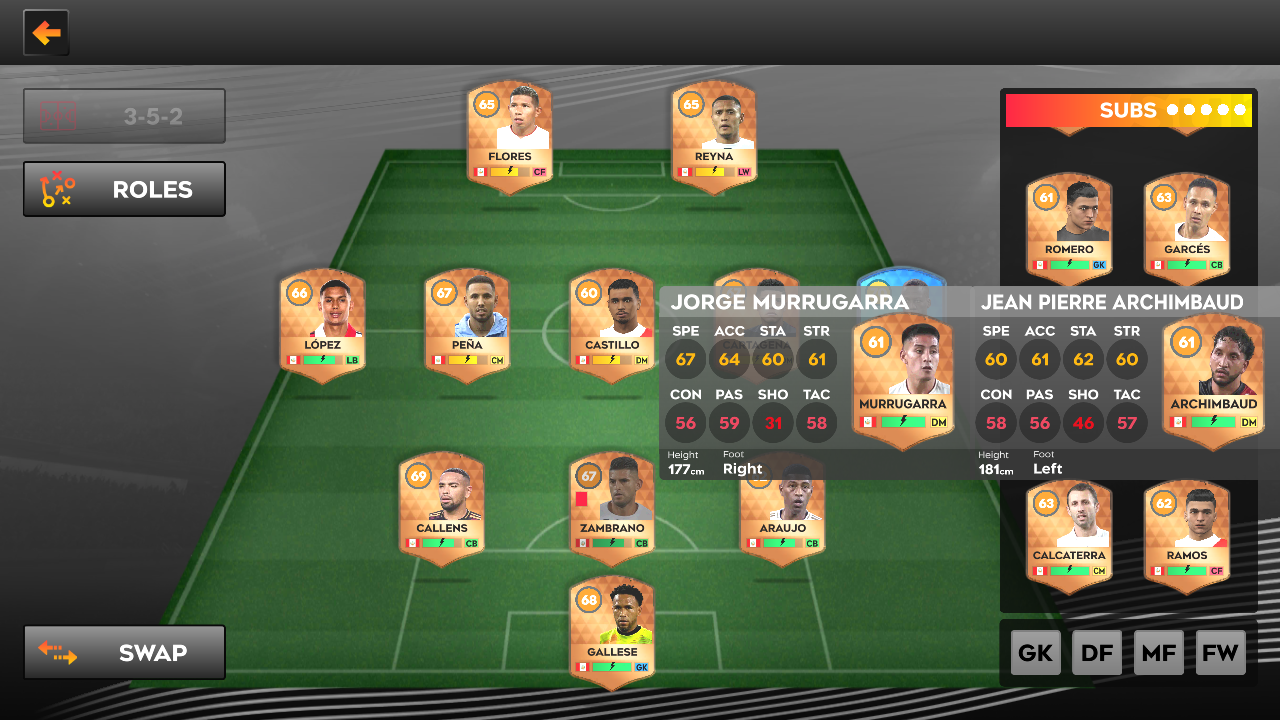 3-5-2
ROLES
65
FLORES
CF
65
REYNA
LW
SUBS
61
ROMERO
GK
63
GARCÉS
CB
66
LÓPEZ
LB
67
PEÑA
CM
60
CASTILLO
DM
CARTAGENA
JORGE MURRUGARRA
SPE ACC STA STR
67 64 60 61
CON PAS SHO TAC
56 59 31 58
Height Foot
177cm Right
61
MURRUGARRA
DM
JEAN PIERRE ARCHIMBAUD
SPE ACC STA STR
60 61 62 60
CON PAS SHO TAC
58 56 46 57
Height Foot
181cm Left
61
ARCHIMBAUD
DM
69
CALLENS
CB
67
ZAMBRANO
CB
ARAUJO
CB
63
CALCATERRA
CM
62
RAMOS
CF
68
GALLESE
GK
SWAP
GK DF MF FW